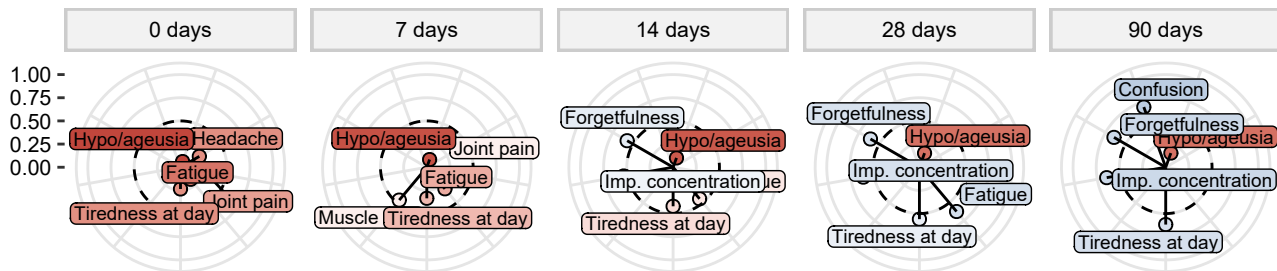 0 days
7 days
14 days
28 days
90 days
1.00
0.75
0.50
0.25
0.00
Hypo/ageusia
Headache
Fatigue
Joint pain
Tiredness at day
Hypo/ageusia
Joint pain
Fatigue
Muscle
Tiredness at day
Forgetfulness
Hypo/ageusia
Imp. concentration
Tiredness at day
Forgetfulness
Hypo/ageusia
Imp. concentration
Fatigue
Tiredness at day
Confusion
Forgetfulness
Hypo/ageusia
Imp. concentration
Tiredness at day